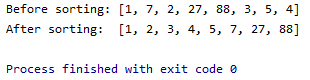 Before sorting: [1, 7, 2, 27, 88, 3, 5, 4]
After sorting:  [1, 2, 3, 4, 5, 7, 27, 88]
Process finished with exit code 0